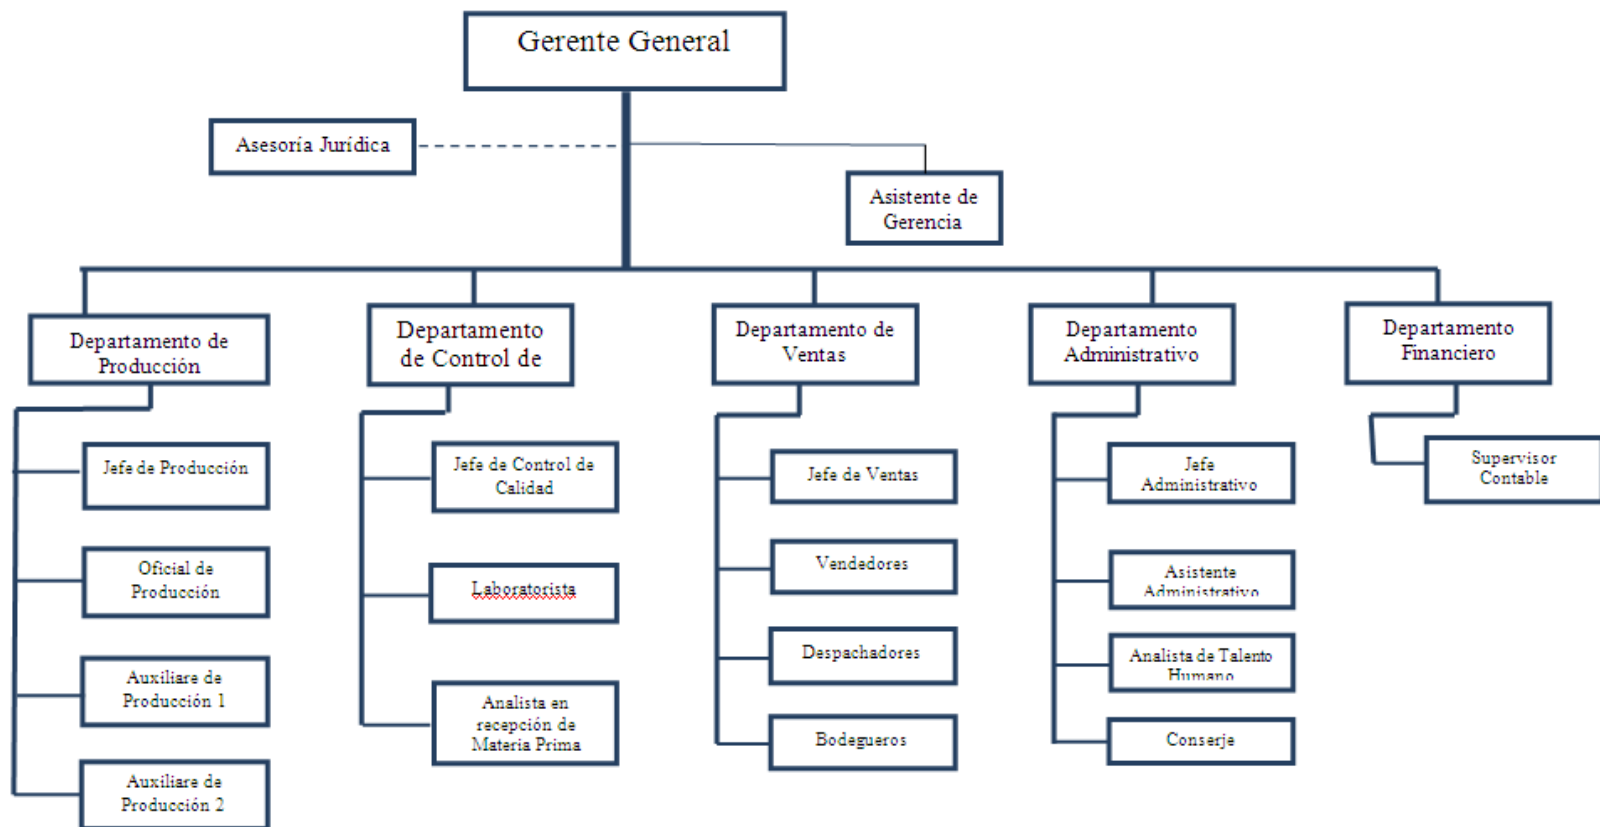 Gerente General
Asesoría Jurídica
Asistente de
Gerencia
Departamento de
Producción
Departamento
de Control de
Departamento de
Ventas
Departamento
Administrativo
Departamento
Financiero
Jefe de Producción
Oficial de
Producción
Auxiliare de
Producción 1
Auxiliare de
Producción 2
Jefe de Control de
Calidad
Laboratorista
Analista en
recepción de
Materia Prima
Jefe de Ventas
Vendedores
Despachadores
Bodegueros
Jefe
Administrativo
Asistente
Administrativo
Analista de Talento
Humano
Conserje
Supervisor
Contable